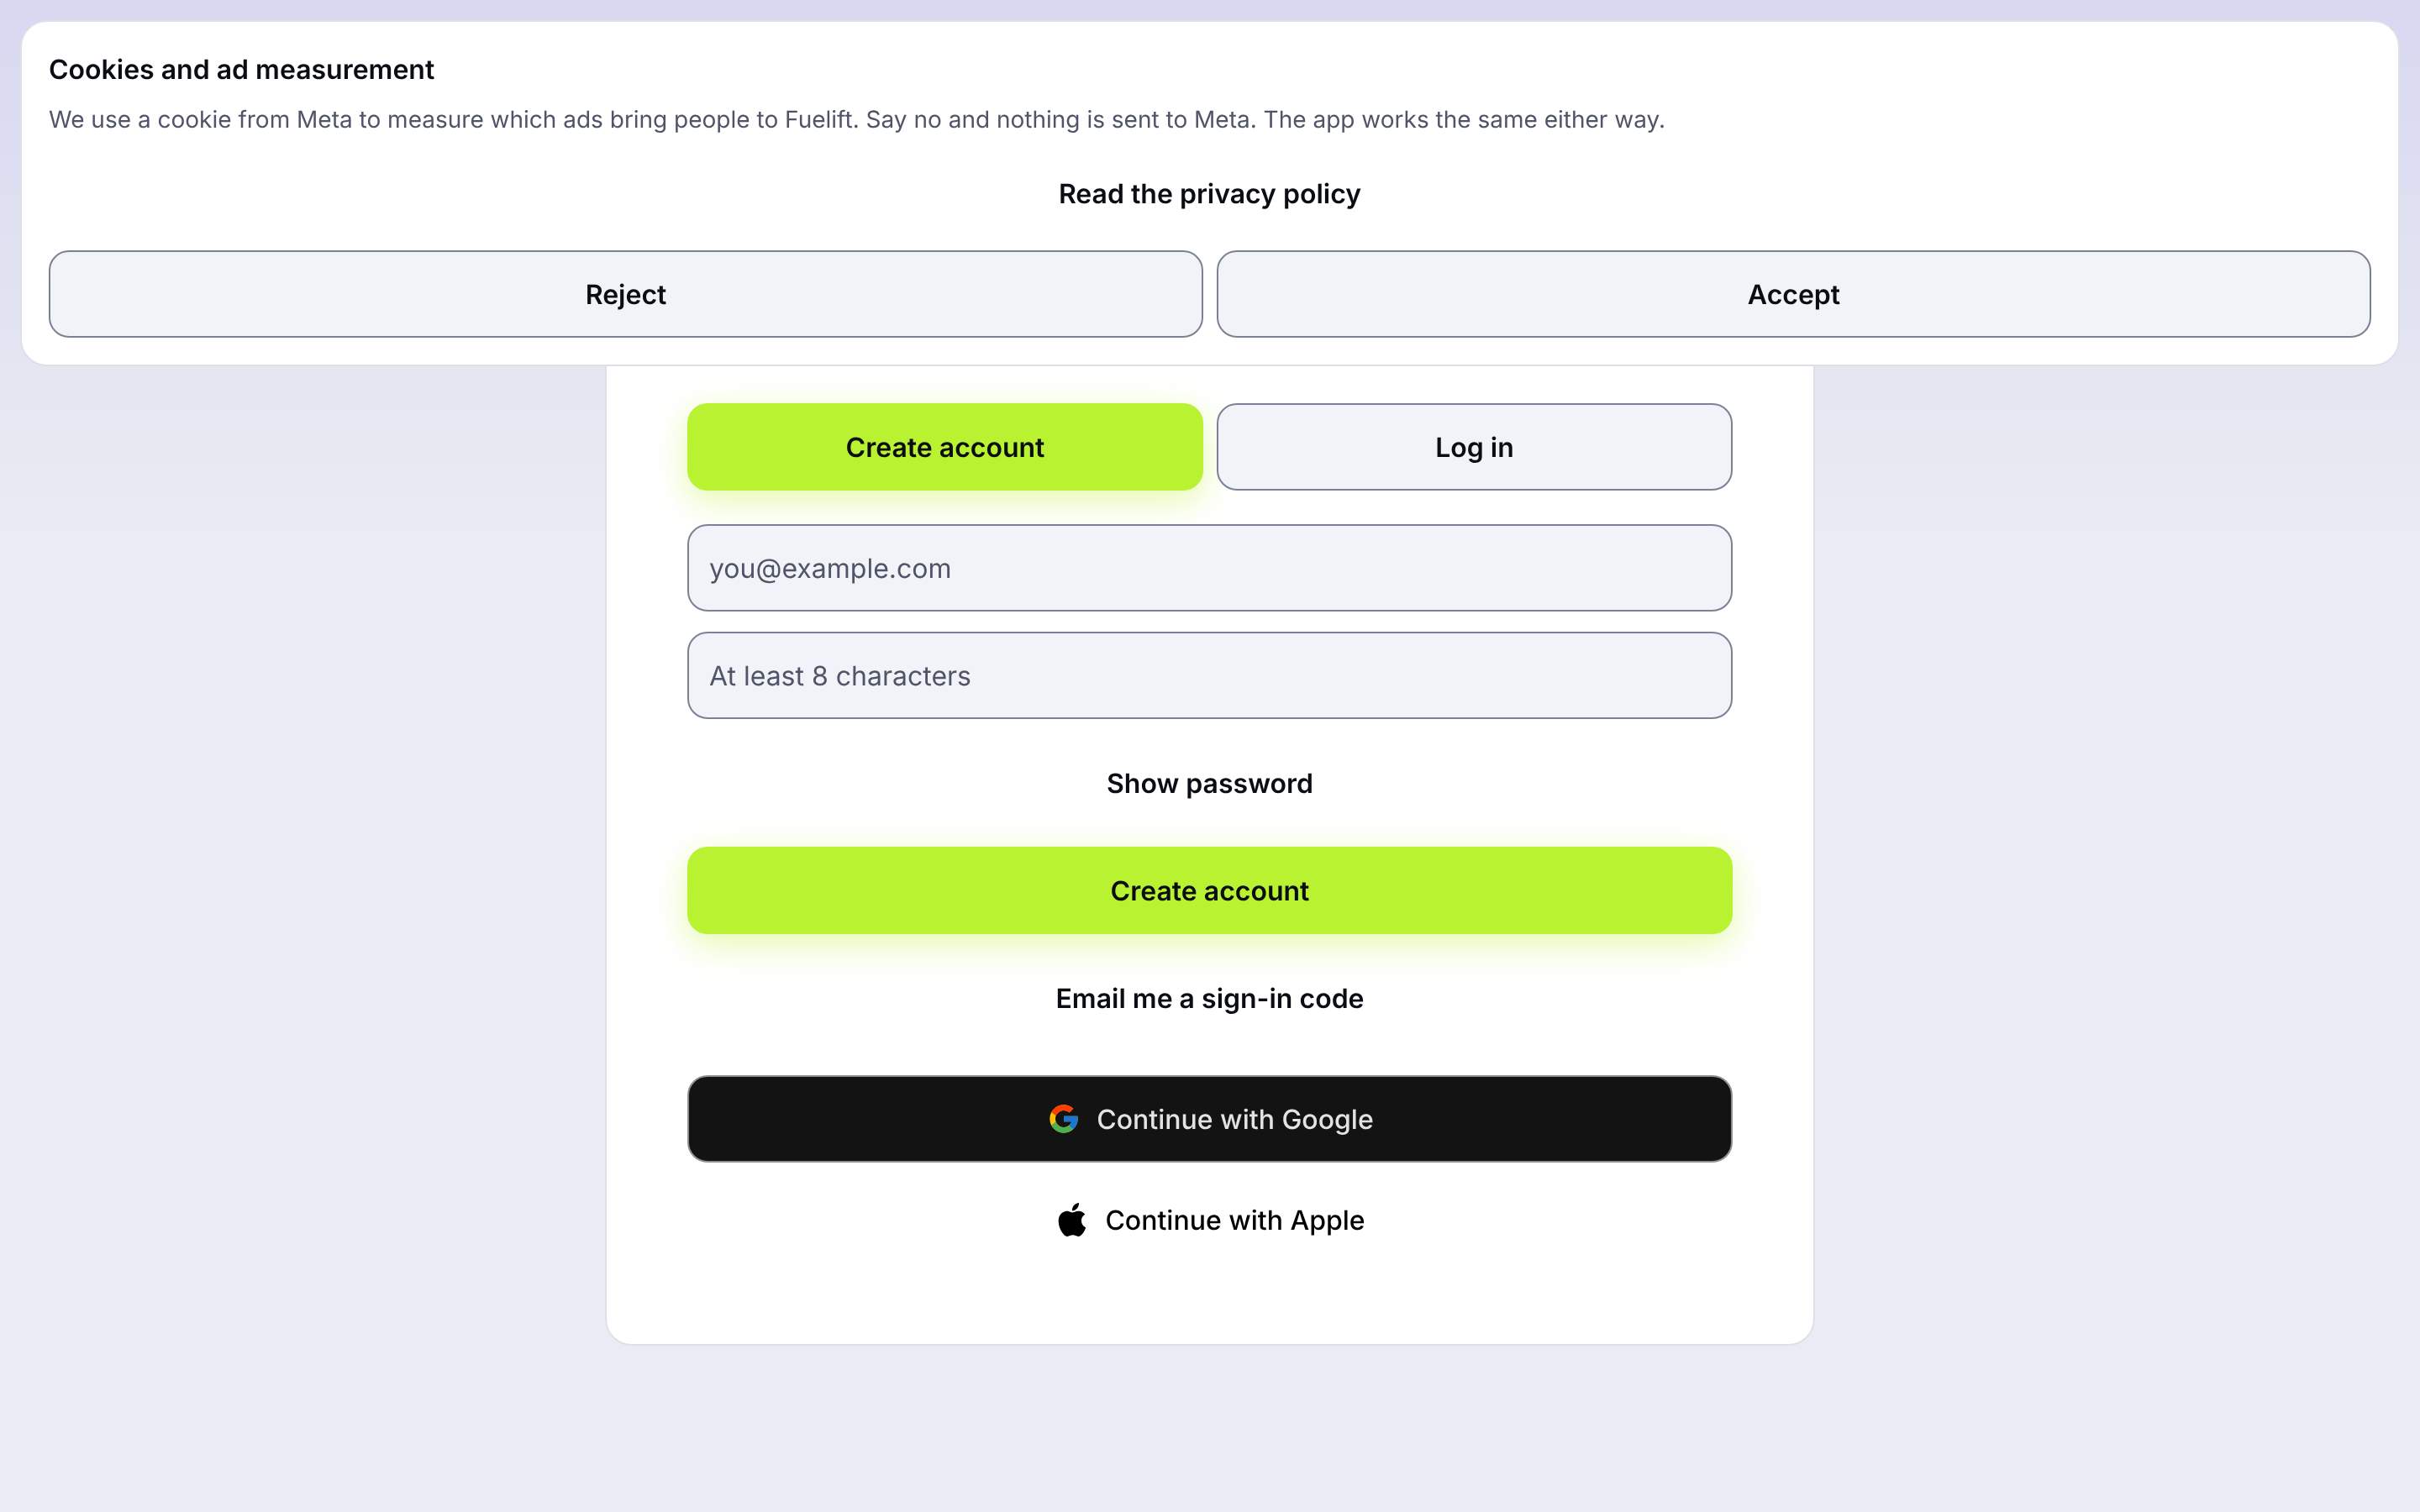 Cookies and ad measurement
We use a cookie from Meta to measure which ads bring people to Fuelift. Say no and nothing is sent to Meta. The app works the same either way.
Read the privacy policy
Reject
Accept
Create account
Log in
you@example.com
At least 8 characters
Show password
Create account
Email me a sign-in code
Continue with Google
Continue with Apple